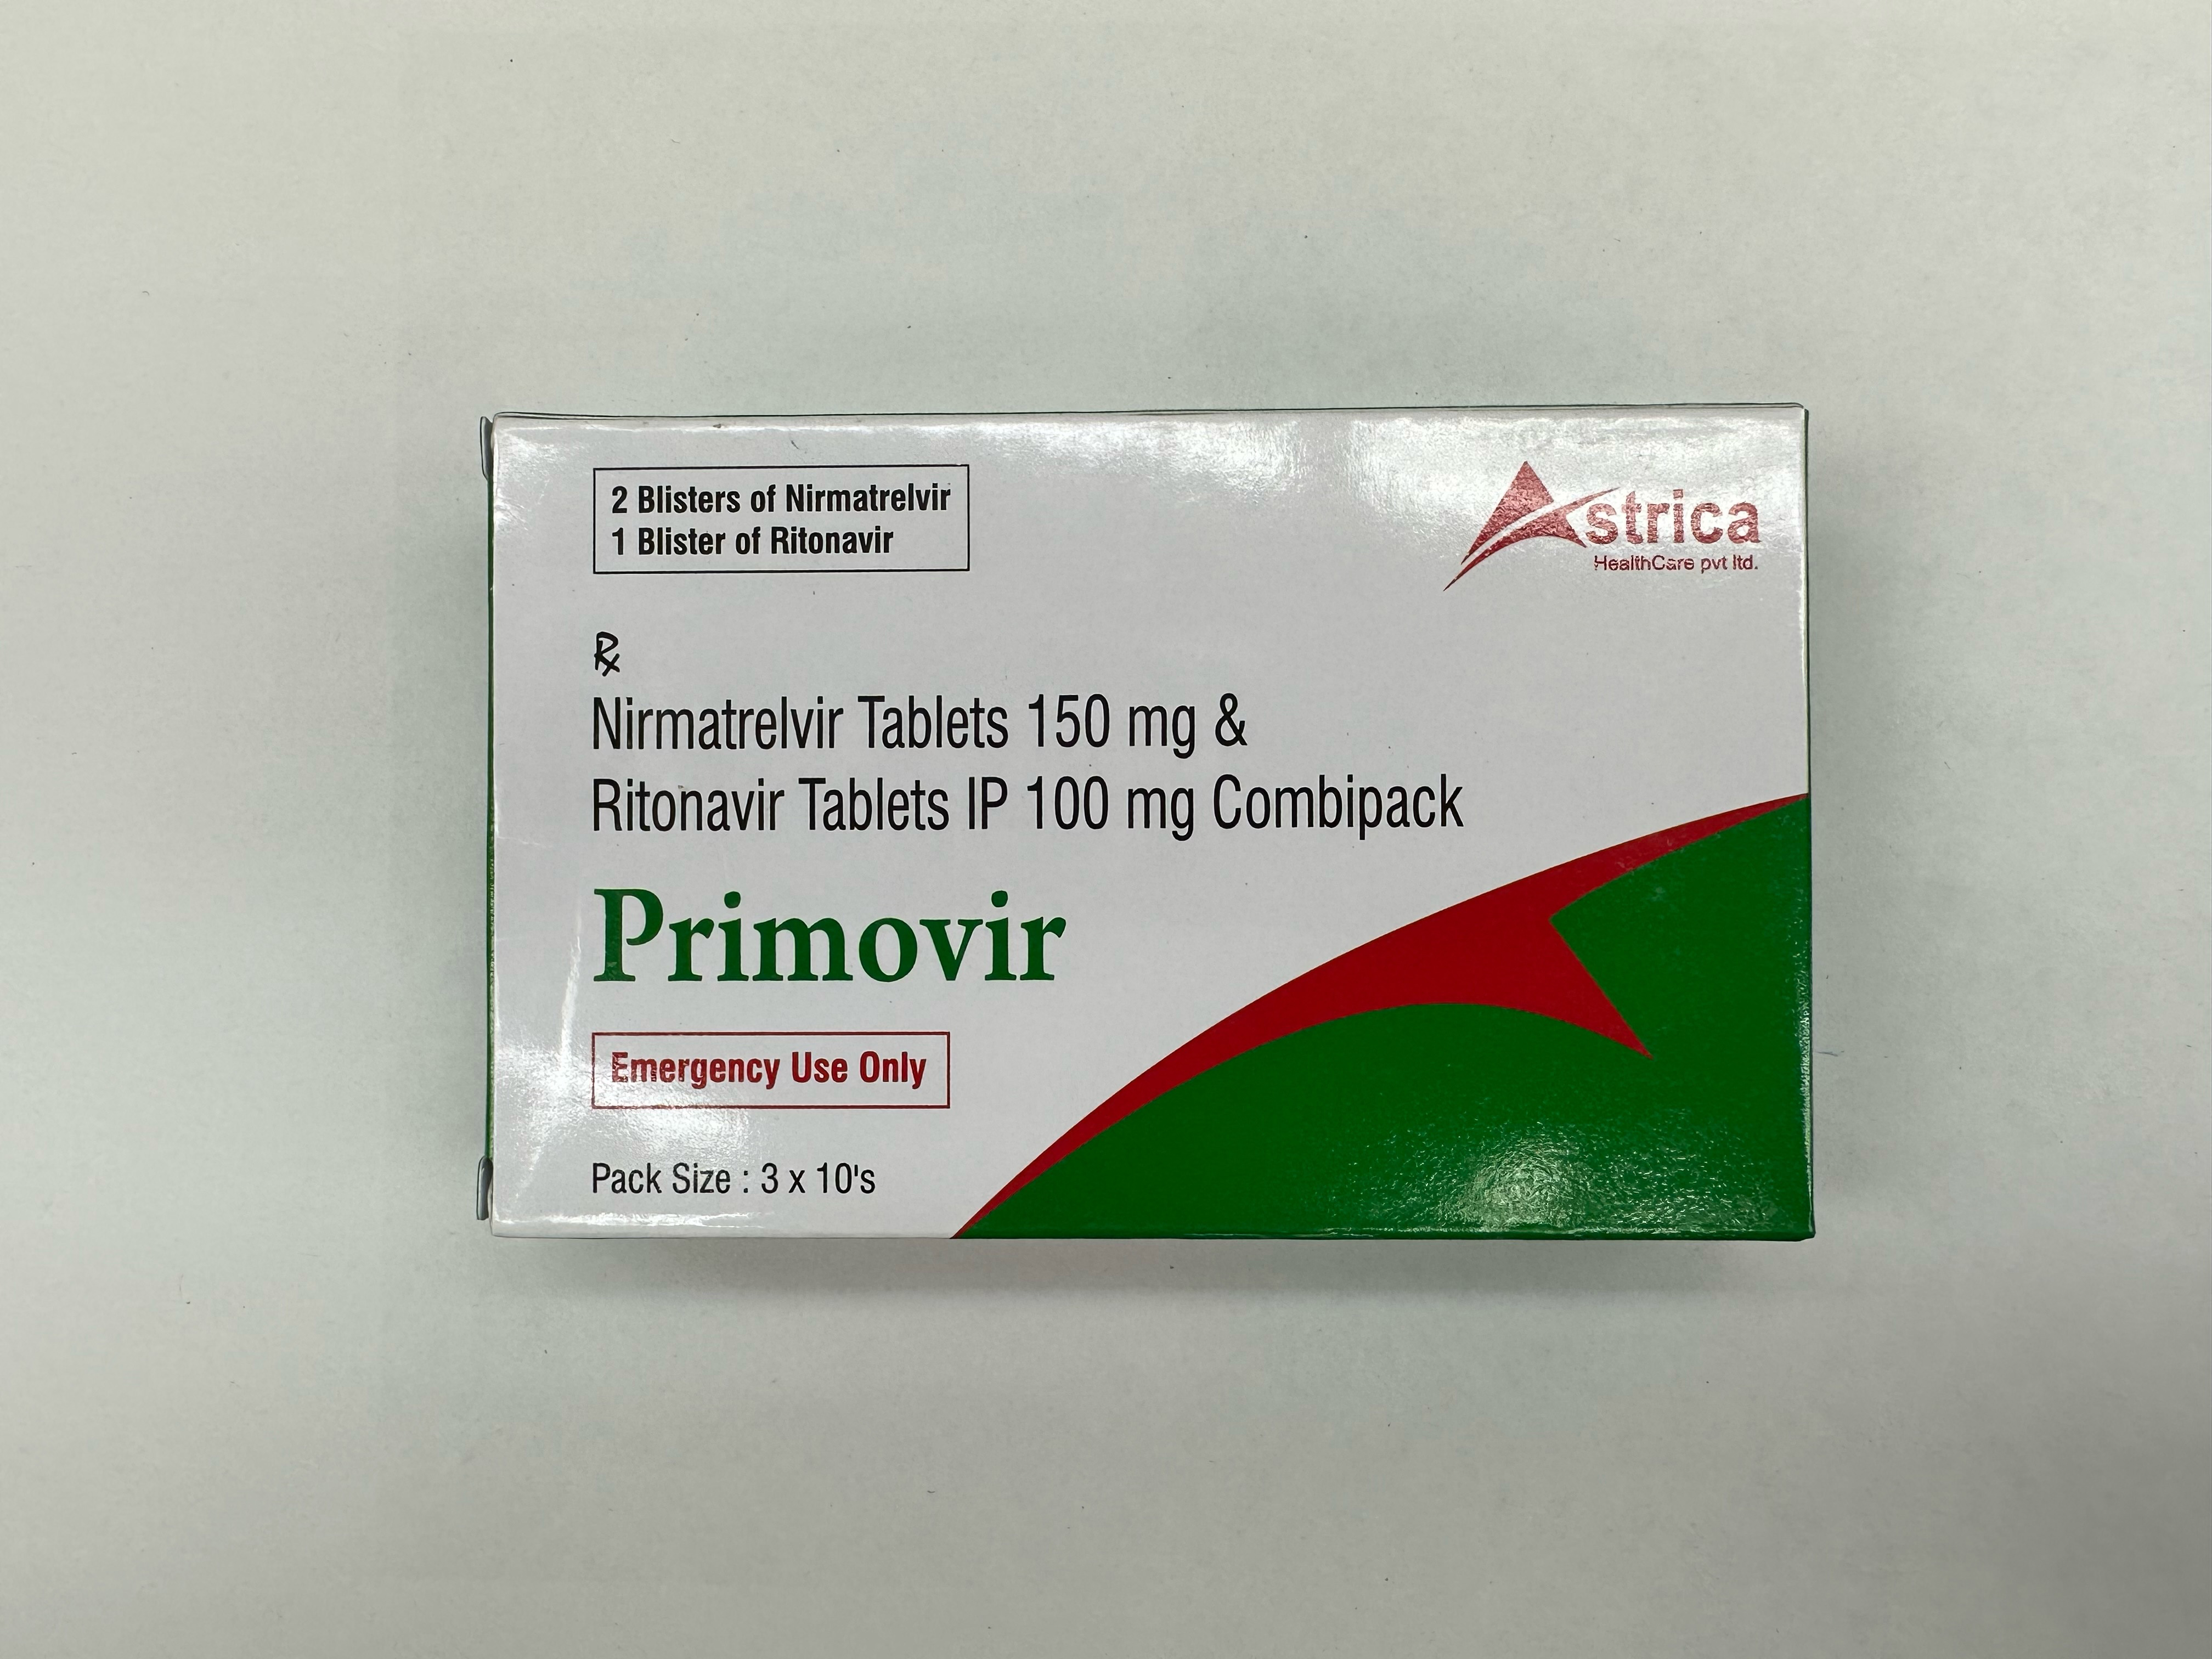 2 Blisters of Nirmatrelvir
1 Blister of Ritonavir
Astrica
HealthCare pvt ltd.
℞
Nirmatrelvir Tablets 150 mg &
Ritonavir Tablets IP 100 mg Combipack
Primovir
Emergency Use Only
Pack Size : 3 x 10's